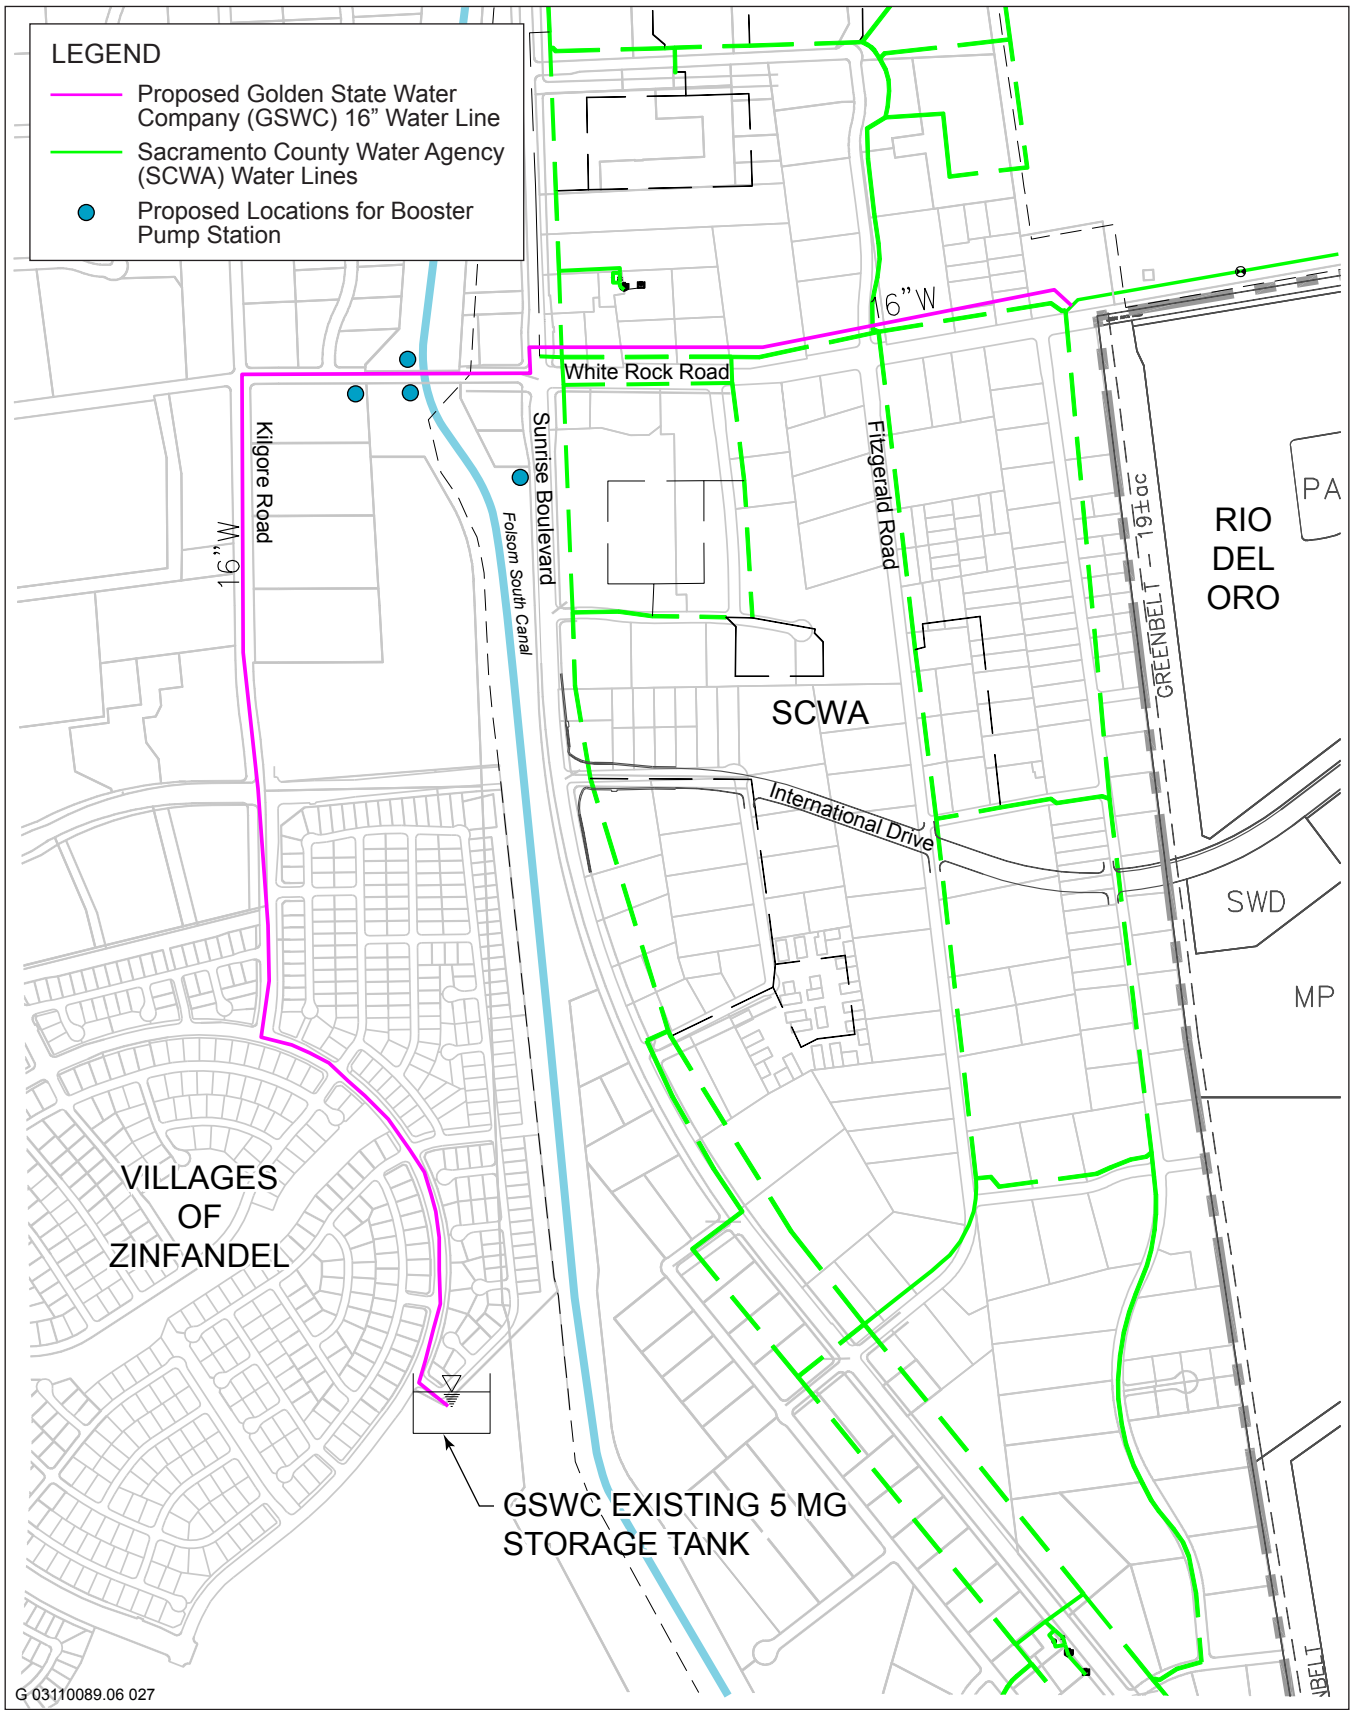 LEGEND
Proposed Golden State Water
Company (GSWC) 16” Water Line
Sacramento County Water Agency
(SCWA) Water Lines
Proposed Locations for Booster
Pump Station
16”W
White Rock Road
Kilgore Road
Sunrise Boulevard
Fitzgerald Road
16”W
Folsom South Canal
GREENBELT - 19±ac
PA
RIO
DEL
ORO
SCWA
International Drive
SWD
MP
VILLAGES
OF
ZINFANDEL
GSWC EXISTING 5 MG
STORAGE TANK
NBELT
G 03110089.06 027